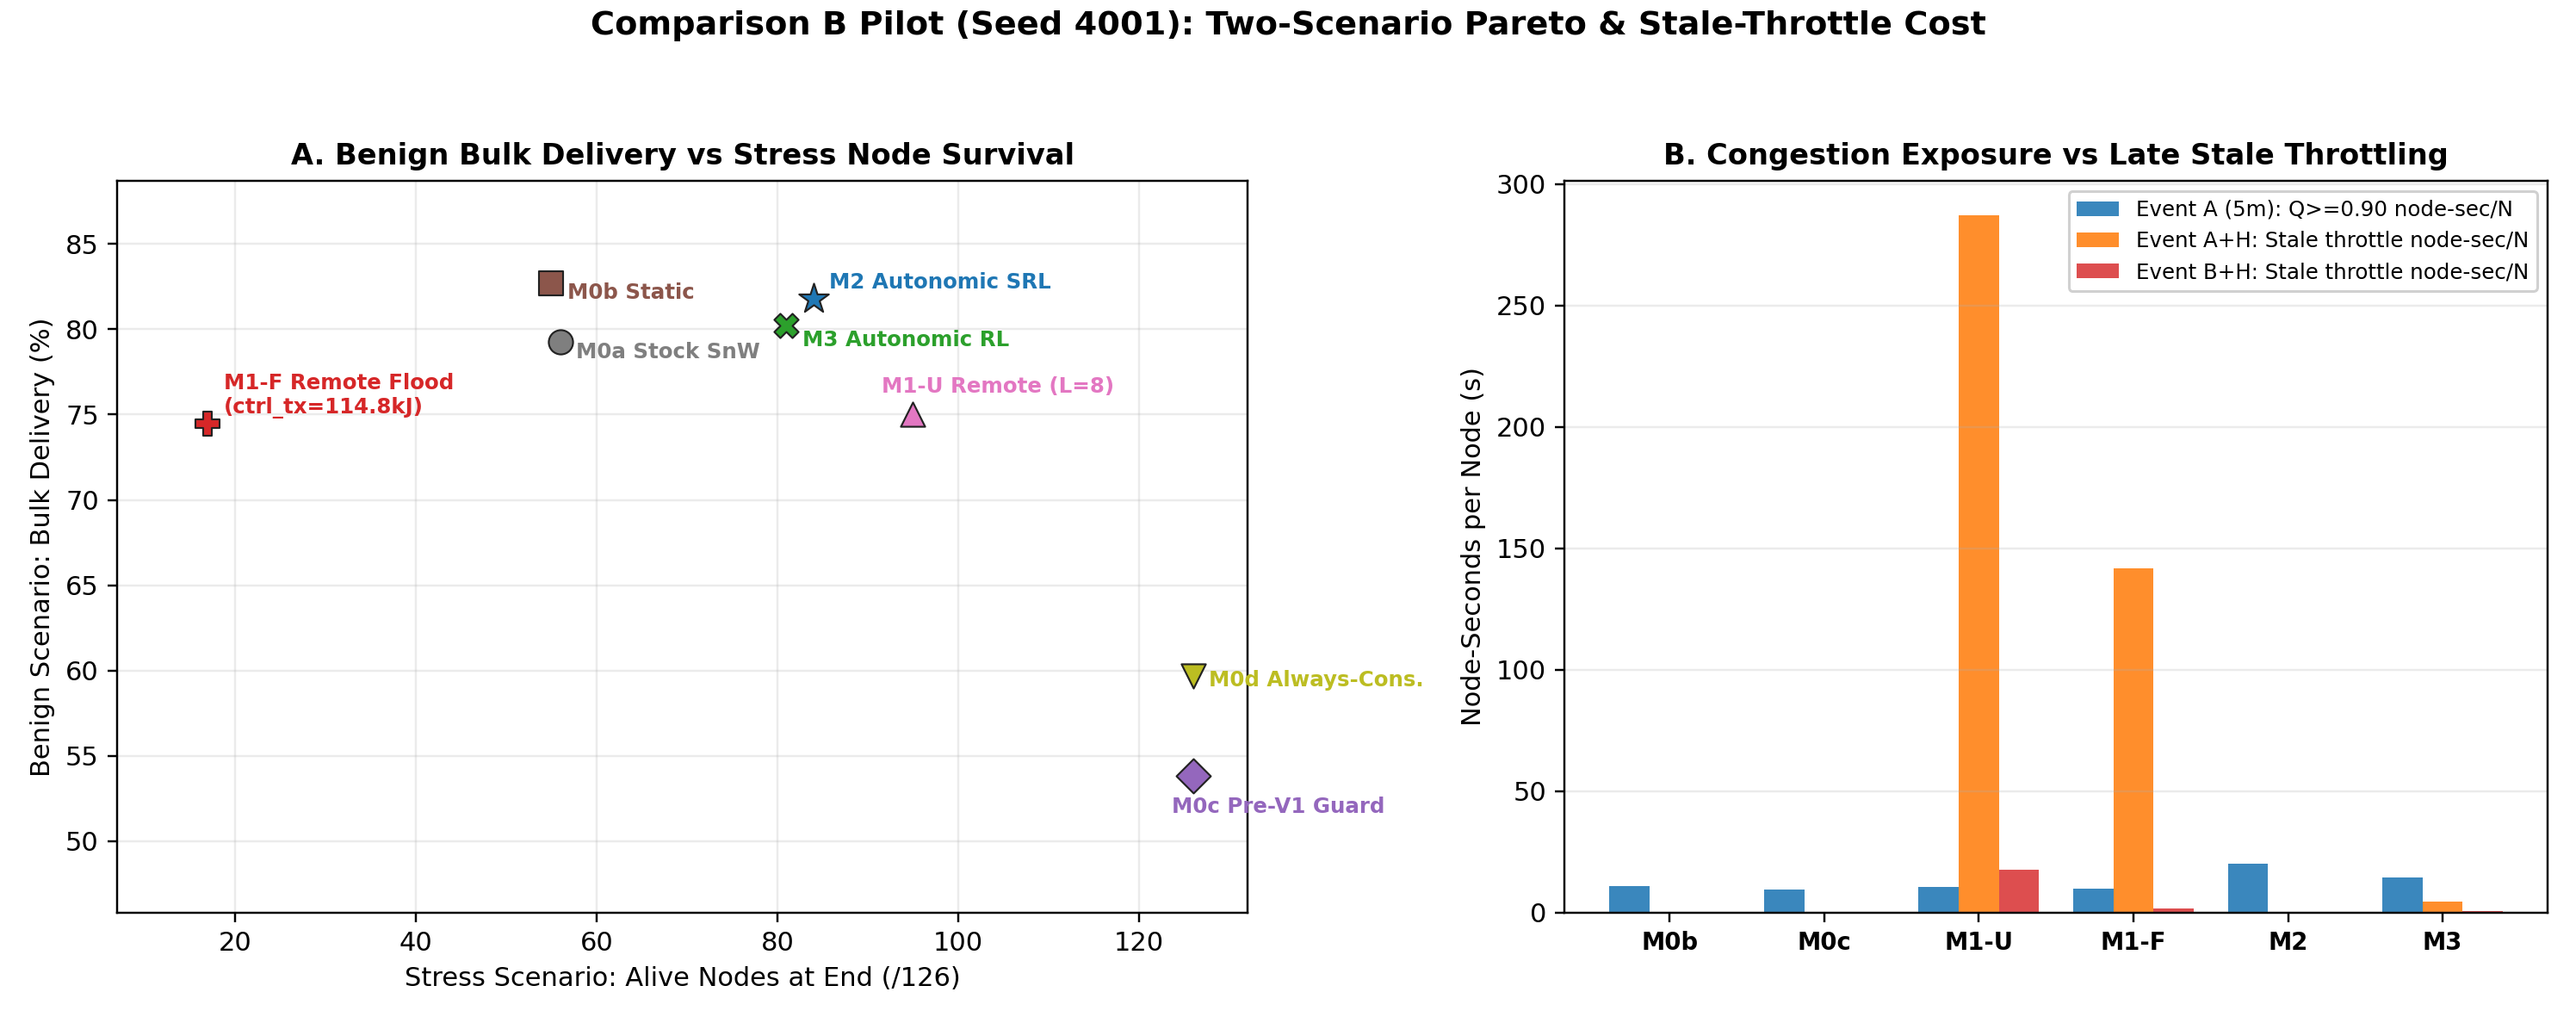 Comparison B Pilot (Seed 4001): Two-Scenario Pareto & Stale-Throttle Cost
A. Benign Bulk Delivery vs Stress Node Survival
Benign Scenario: Bulk Delivery (%)
85
80
75
70
65
60
55
50
M0b Static
M2 Autonomic SRL
M3 Autonomic RL
M0a Stock SnW
M1-F Remote Flood
(ctrl_tx=114.8kJ)
M1-U Remote (L=8)
M0d Always-Cons.
M0c Pre-V1 Guard
20
40
60
80
100
120
Stress Scenario: Alive Nodes at End (/126)
B. Congestion Exposure vs Late Stale Throttling
Node-Seconds per Node (s)
300
250
200
150
100
50
0
Event A (5m): Q>=0.90 node-sec/N
Event A+H: Stale throttle node-sec/N
Event B+H: Stale throttle node-sec/N
M0b
M0c
M1-U
M1-F
M2
M3